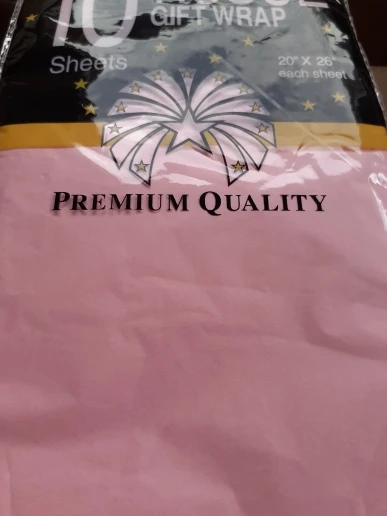 10
GIFT WRAP
Sheets
20" X 26"
each sheet
PREMIUM QUALITY